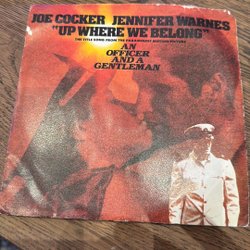 JOE COCKER JENNIFER WARNES
"UP WHERE WE BELONG"
THE TITLE SONG FROM THE PARAMOUNT MOTION PICTURE
AN
OFFICER
AND A
GENTLEMAN